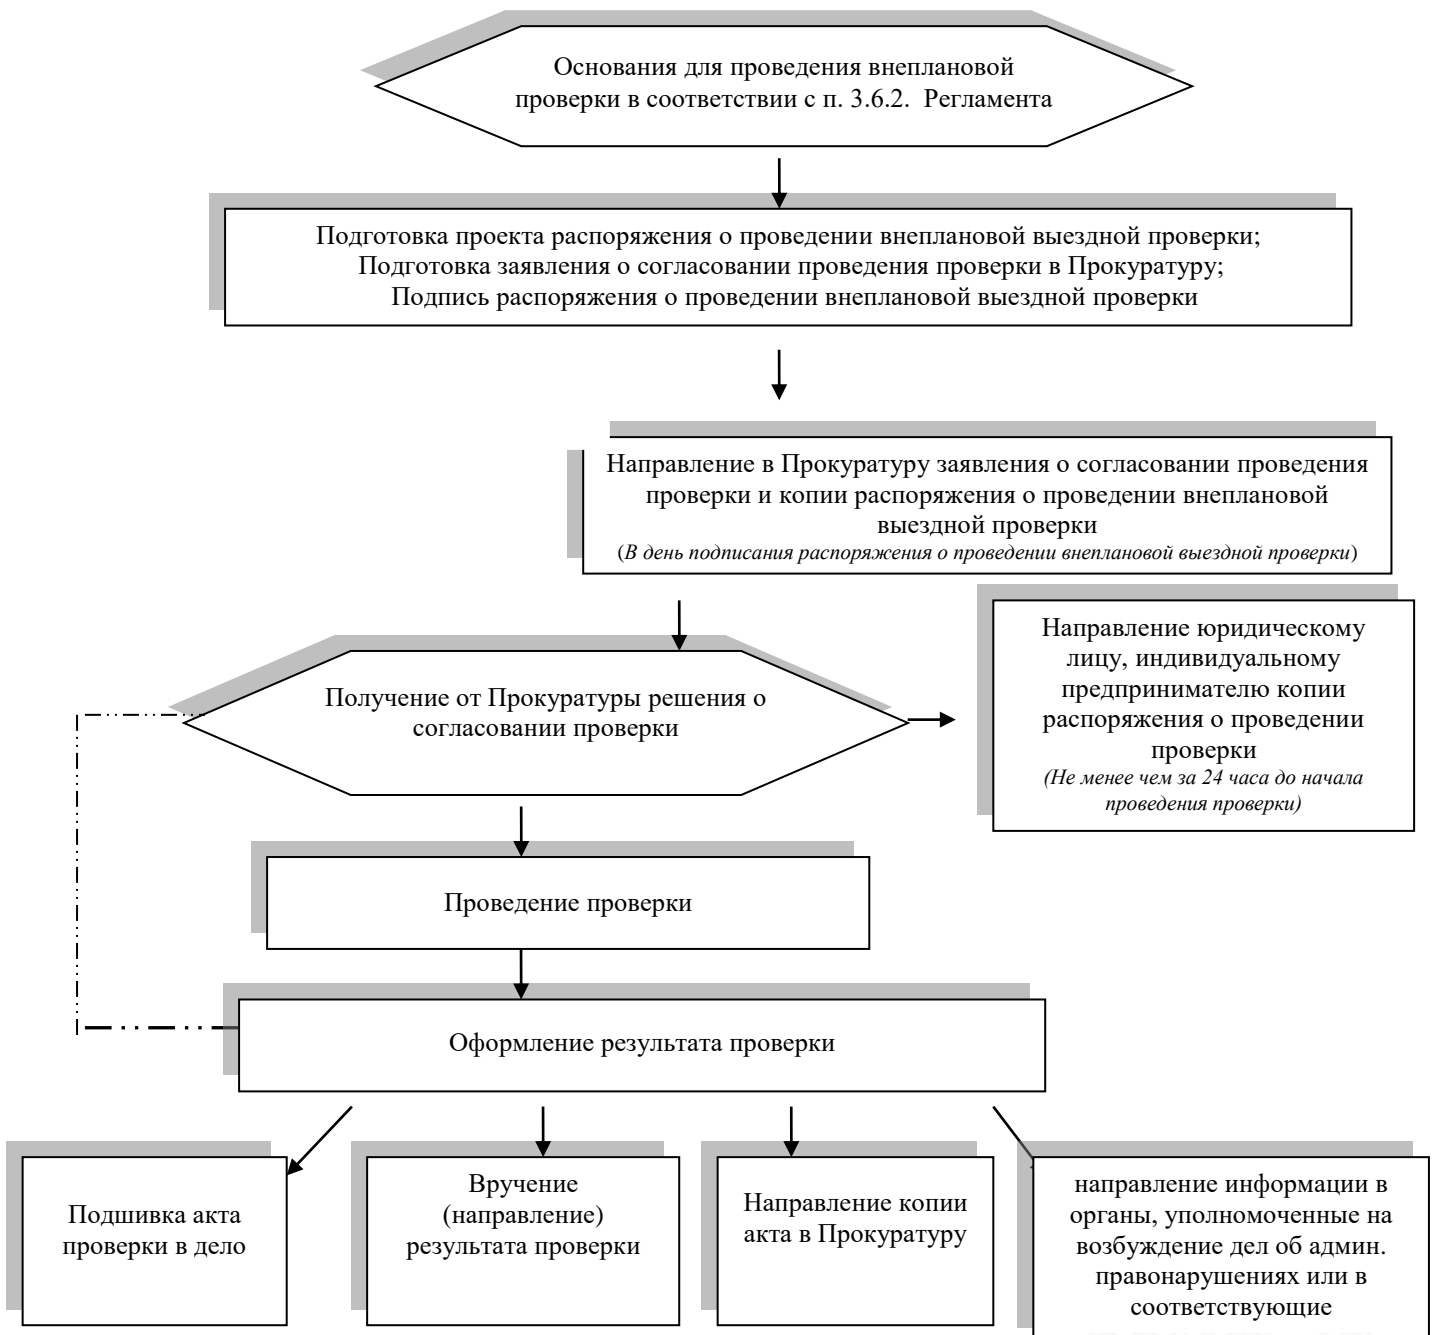 Основания для проведения внеплановой
проверки в соответствии с п. 3.6.2. Регламента
Подготовка проекта распоряжения о проведении внеплановой выездной проверки;
Подготовка заявления о согласовании проведения проверки в Прокуратуру;
Подпись распоряжения о проведении внеплановой выездной проверки
Направление в Прокуратуру заявления о согласовании проведения
проверки и копии распоряжения о проведении внеплановой
выездной проверки
(В день подписания распоряжения о проведении внеплановой выездной проверки)
Получение от Прокуратуры решения о
согласовании проверки
Направление юридическому
лицу, индивидуальному
предпринимателю копии
распоряжения о проведении
проверки
(Не менее чем за 24 часа до начала
проведения проверки)
Проведение проверки
Оформление результата проверки
Подшивка акта
проверки в дело
Вручение
(направление)
результата проверки
Направление копии
акта в Прокуратуру
направление информации в
органы, уполномоченные на
возбуждение дел об админ.
правонарушениях или в
соответствующие